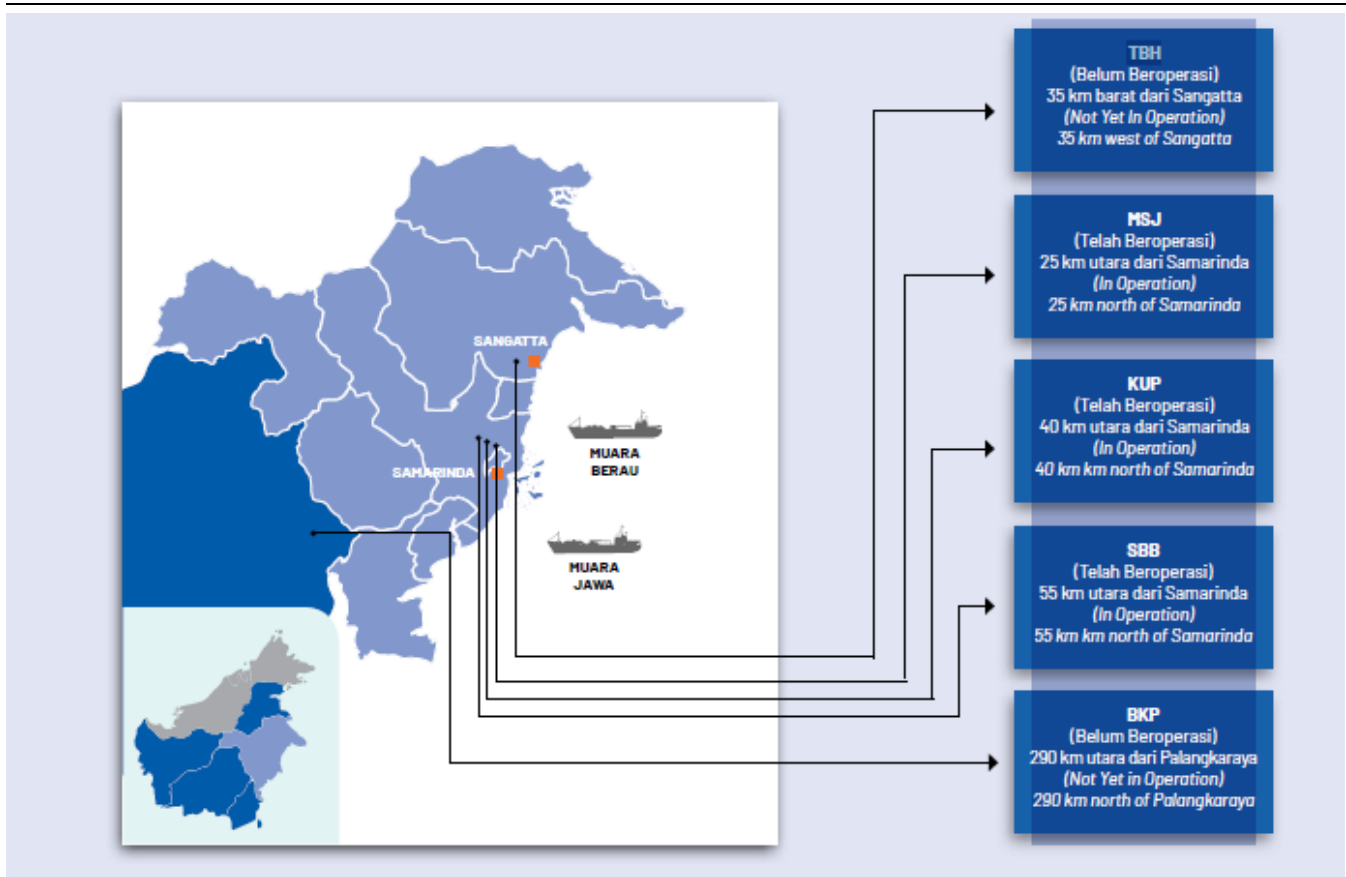 SANGATTA
SAMARINDA
MUARA
BERAU
MUARA
JAWA
TBH
(Belum Beroperasi)
35 km barat dari Sangatta
(Not Yet In Operation)
35 km west of Sangatta
MSJ
(Telah Beroperasi)
25 km utara dari Samarinda
(In Operation)
25 km north of Samarinda
KUP
(Telah Beroperasi)
40 km utara dari Samarinda
(In Operation)
40 km km north of Samarinda
SBB
(Telah Beroperasi)
55 km utara dari Samarinda
(In Operation)
55 km km north of Samarinda
BKP
(Belum Beroperasi)
290 km utara dari Palangkaraya
(Not Yet in Operation)
290 km north of Palangkaraya